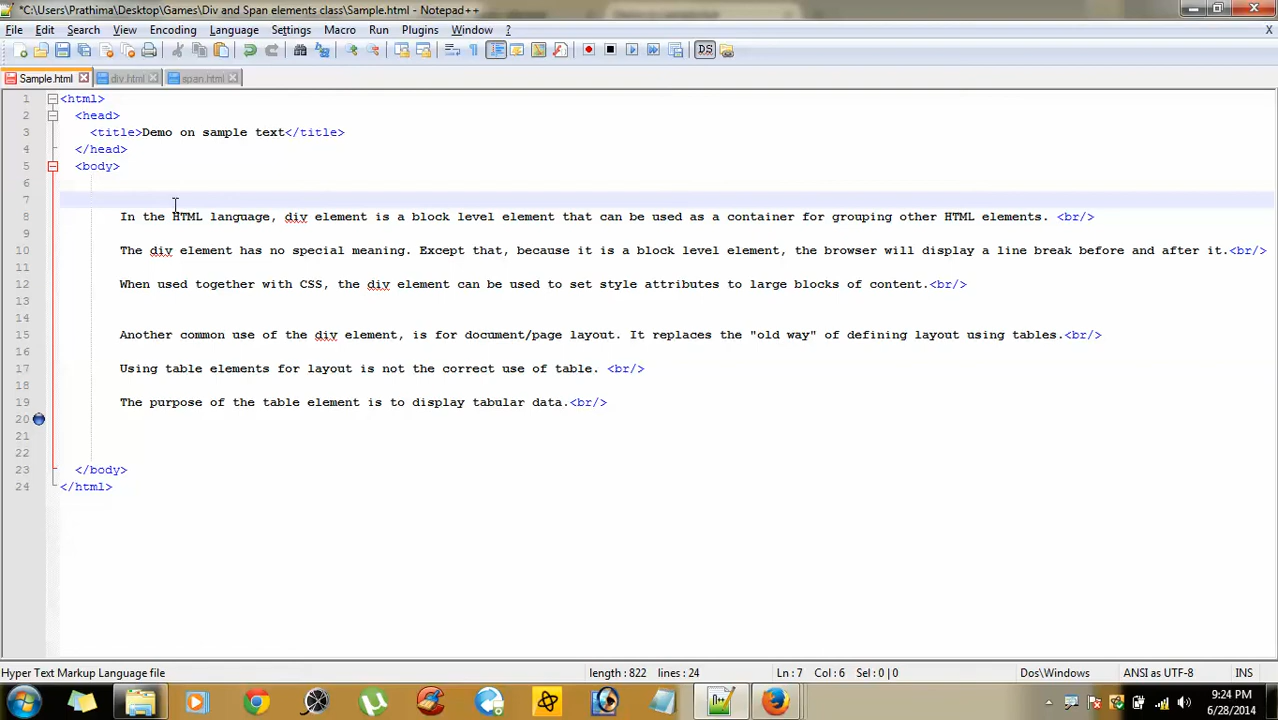 *C:\Users\Prathima\Desktop\Games\Div and Span elements class\Sample.html - Notepad++
File Edit Search View Encoding Language Settings Macro Run Plugins Window ? X
Sample.html div.html span.html
1 <html>
2 <head>
3 <title>Demo on sample text</title>
4 </head>
5 <body>
6
7
8 In the HTML language, div element is a block level element that can be used as a container for grouping other HTML elements. <br/>
9
10 The div element has no special meaning. Except that, because it is a block level element, the browser will display a line break before and after it.<br/>
11
12 When used together with CSS, the div element can be used to set style attributes to large blocks of content.<br/>
13
14
15 Another common use of the div element, is for document/page layout. It replaces the "old way" of defining layout using tables.<br/>
16
17 Using table elements for layout is not the correct use of table. <br/>
18
19 The purpose of the table element is to display tabular data.<br/>
20
21
22
23 </body>
24 </html>
Hyper Text Markup Language file length : 822 lines : 24 Ln : 7 Col : 6 Sel : 0 | 0 Dos\Windows ANSI as UTF-8 INS
9:24 PM
6/28/2014